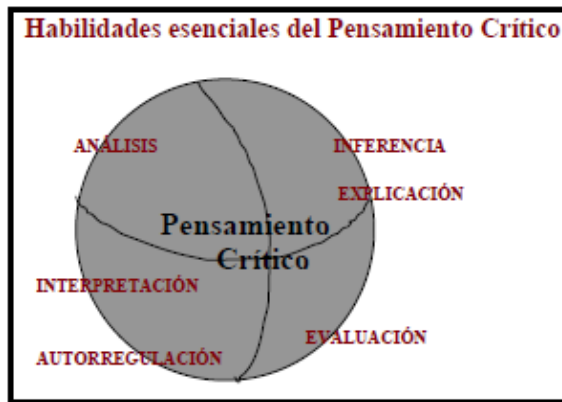 Habilidades esenciales del Pensamiento Crítico
ANÁLISIS
INFERENCIA
EXPLICACIÓN
Pensamiento
Crítico
INTERPRETACIÓN
EVALUACIÓN
AUTORREGULACIÓN